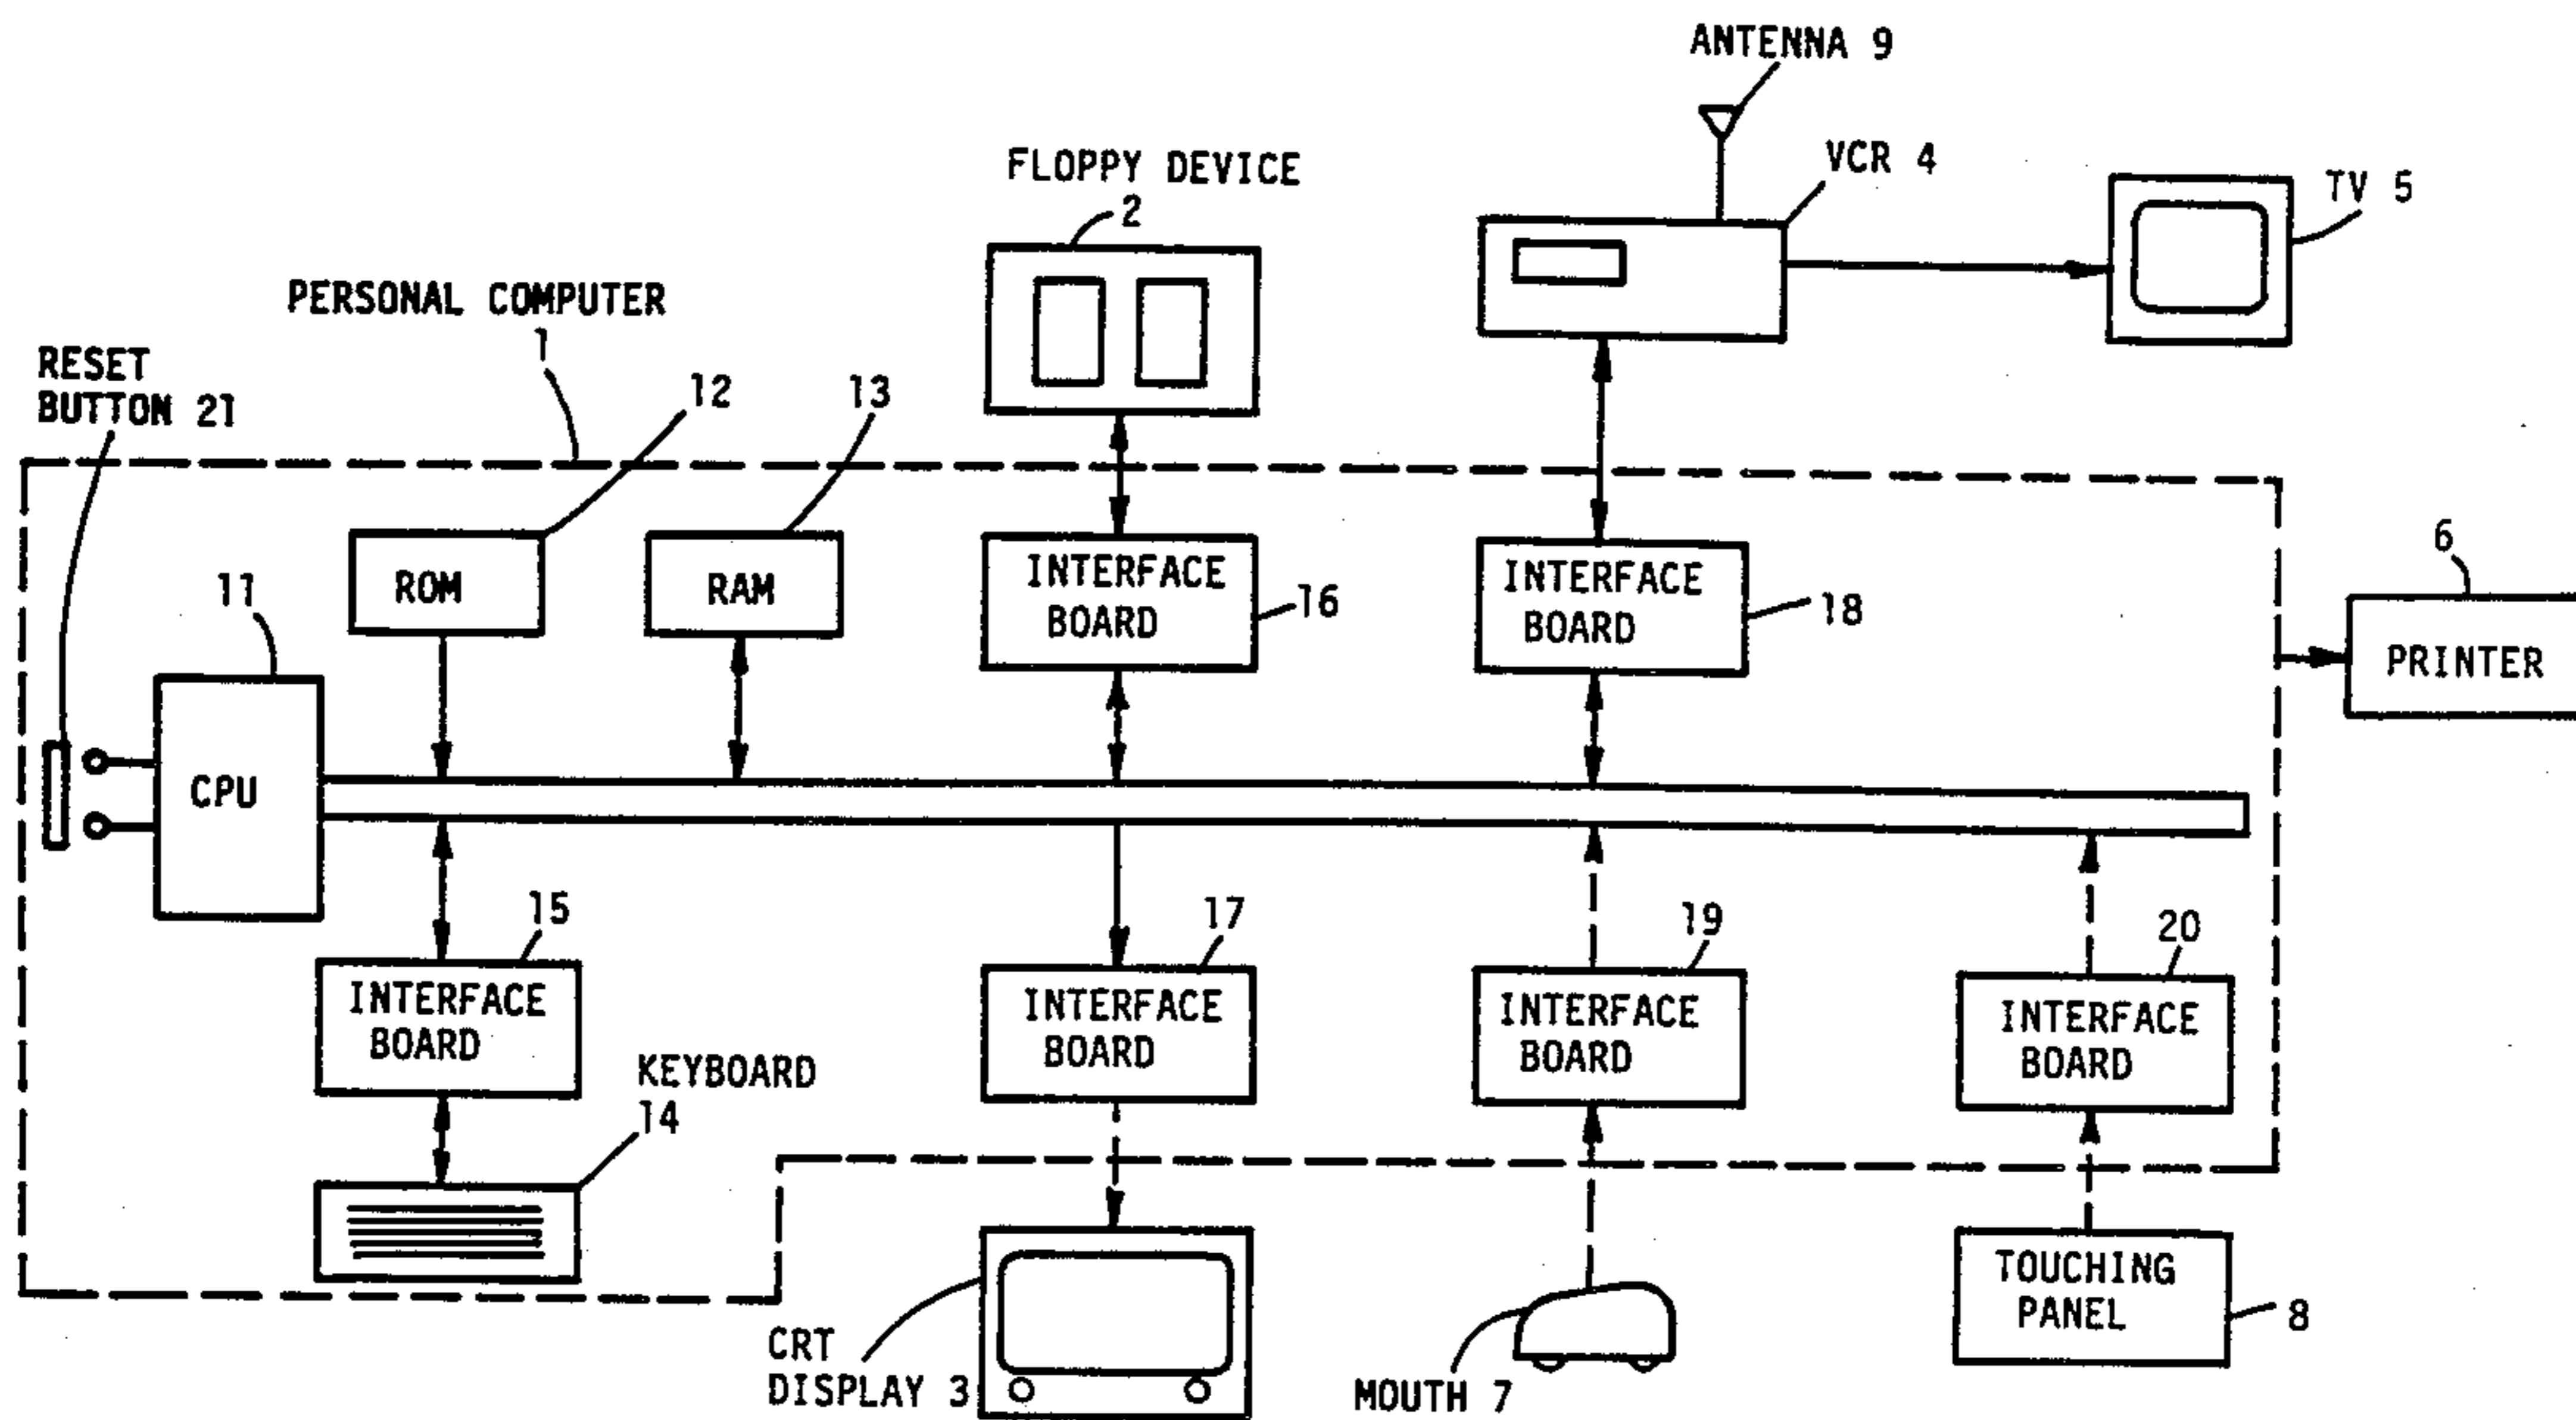 ANTENNA 9
FLOPPY DEVICE
2
VCR 4
TV 5
PERSONAL COMPUTER
1
RESET
BUTTON 21
12
13
11
ROM
RAM
INTERFACE
BOARD
16
INTERFACE
BOARD
18
6
PRINTER
CPU
15
INTERFACE
BOARD
KEYBOARD
14
17
INTERFACE
BOARD
19
INTERFACE
BOARD
20
INTERFACE
BOARD
CRT
DISPLAY 3
MOUTH 7
TOUCHING
PANEL
8